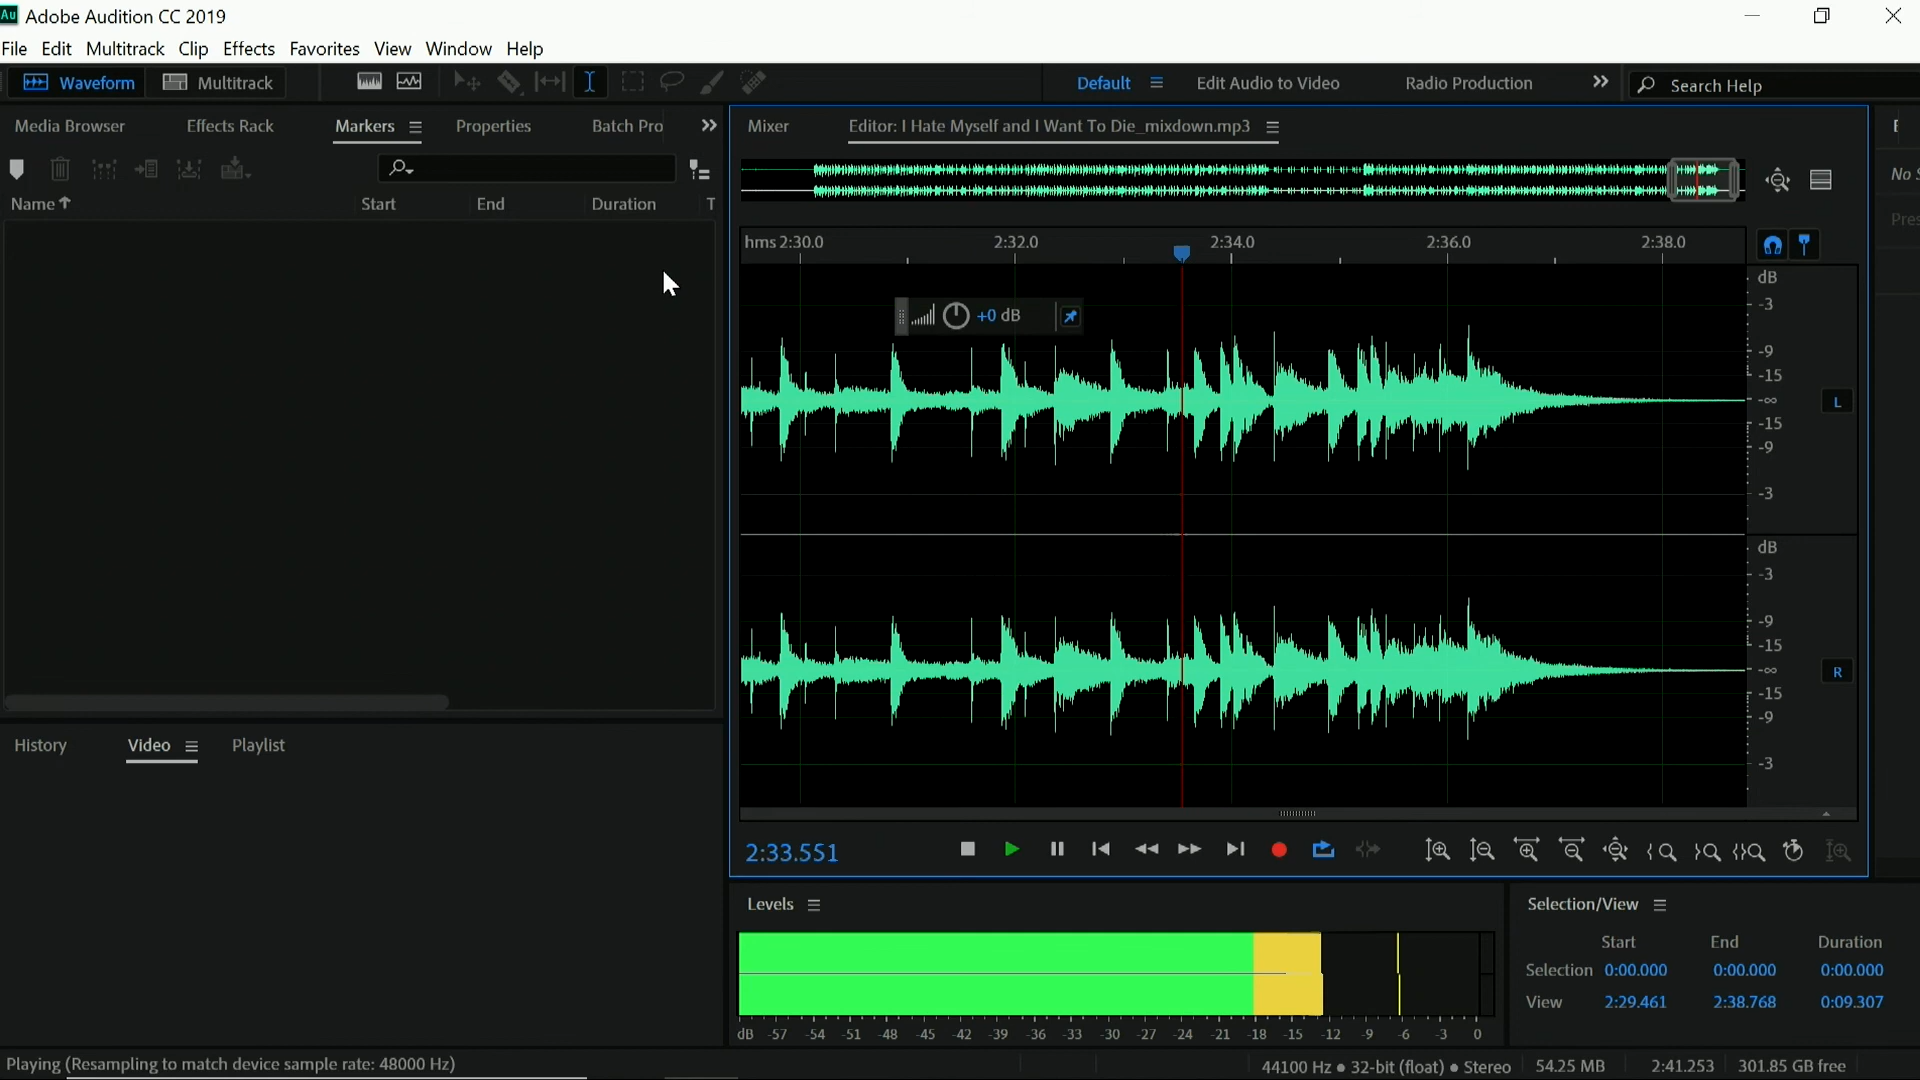 Au Adobe Audition CC 2019
File Edit Multitrack Clip Effects Favorites View Window Help
Waveform Multitrack Default Edit Audio to Video Radio Production Search Help
Media Browser Effects Rack Markers Properties Batch Pro
Mixer Editor: I Hate Myself and I Want To Die_mixdown.mp3
No S
Pres
Name Start End Duration T
hms 2:30.0 2:32.0 2:34.0 2:36.0 2:38.0
+0 dB
dB
-3
-9
-15
-∞
-15
-9
-3
L
dB
-3
-9
-15
-∞
-15
-9
-3
R
History Video Playlist
2:33.551
Levels
dB -57 -54 -51 -48 -45 -42 -39 -36 -33 -30 -27 -24 -21 -18 -15 -12 -9 -6 -3 0
Selection/View
Start End Duration
Selection 0:00.000 0:00.000 0:00.000
View 2:29.461 2:38.768 0:09.307
Playing (Resampling to match device sample rate: 48000 Hz)
44100 Hz ● 32-bit (float) ● Stereo 54.25 MB 2:41.253 301.85 GB free